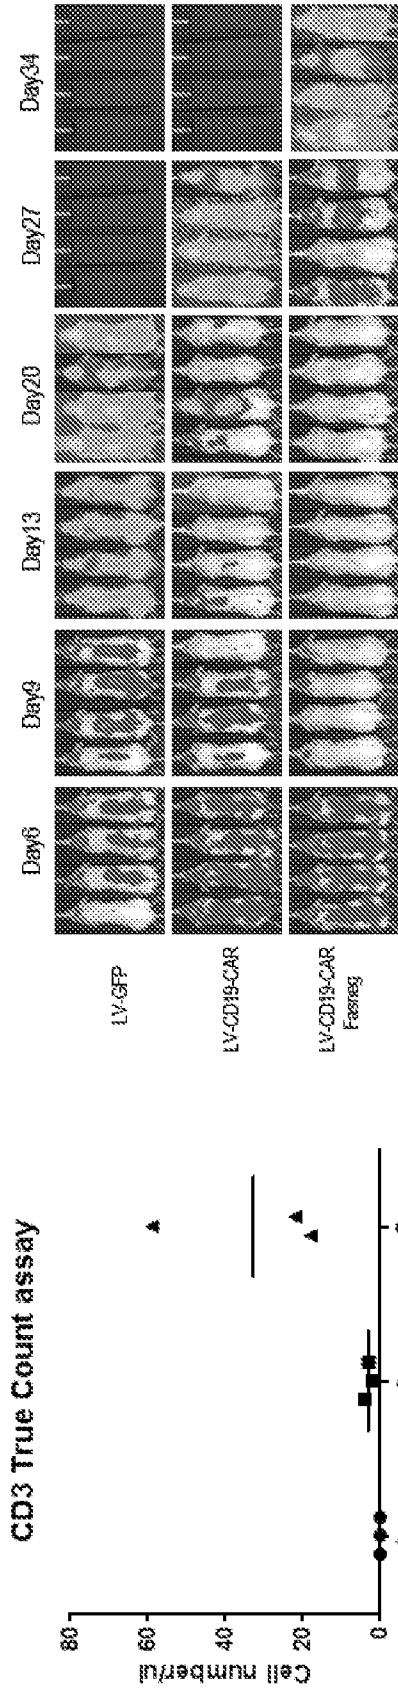 CD3 True Count assay
Cell number/ul
80
60
40
20
0
Day6
Day9
Day13
Day20
Day27
Day34
LV-GFP
LV-CD19-CAR
LV-CD19-CAR
Fasneg